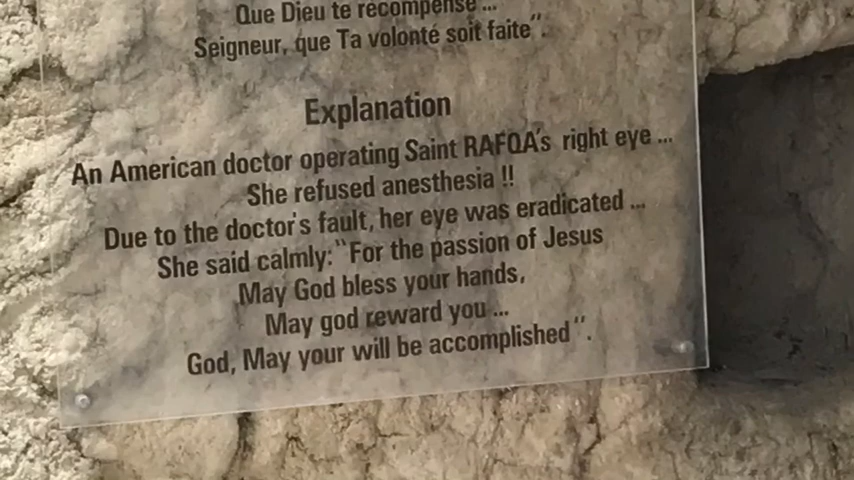 Que Dieu te récompense ...
Seigneur, que Ta volonté soit faite".
Explanation
An American doctor operating Saint RAFQA's right eye ...
She refused anesthesia !!
Due to the doctor's fault, her eye was eradicated ...
She said calmly: "For the passion of Jesus
May God bless your hands,
May god reward you ...
God, May your will be accomplished".